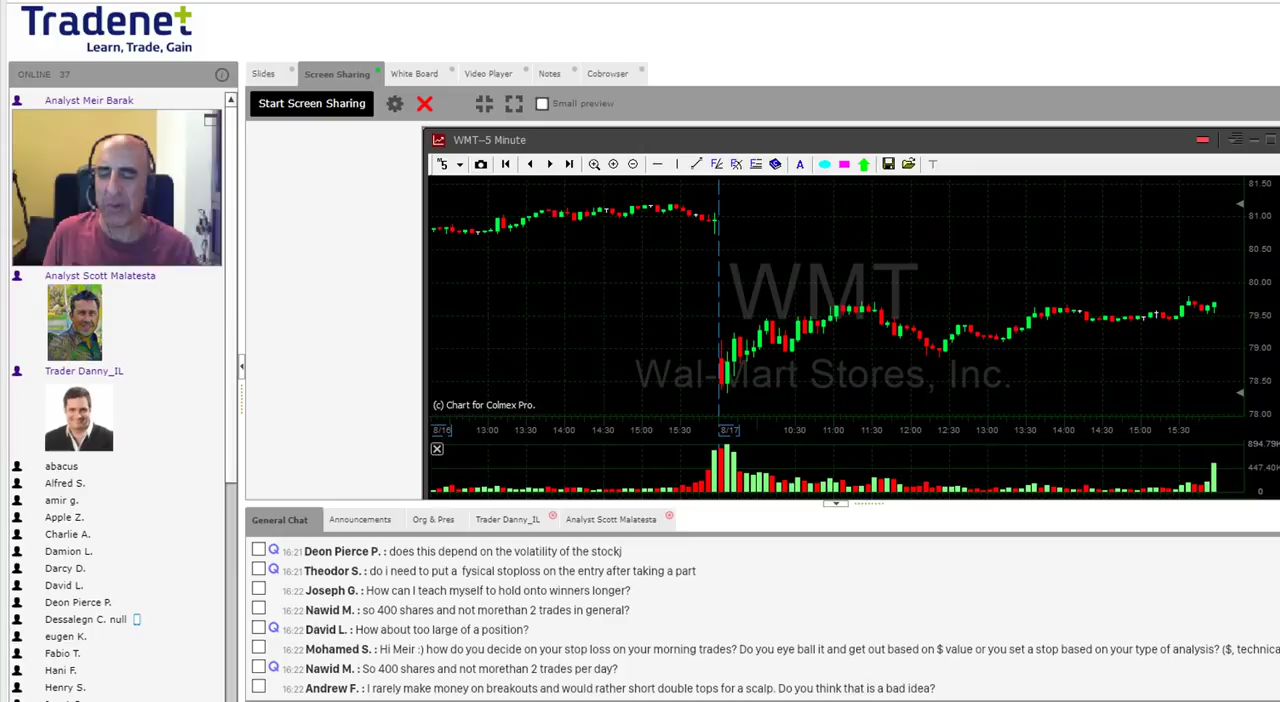 Tradenet
Learn, Trade, Gain
ONLINE 37
Slides
Screen Sharing
White Board
Video Player
Notes
Cobrowser
Analyst Meir Barak
Start Screen Sharing
Small preview
WMT--5 Minute
5
A
T
81.50
81.00
80.50
80.00
79.50
79.00
78.50
78.00
WMT
Wal-Mart Stores, Inc.
(c) Chart for Colmex Pro.
8/16 13:00 13:30 14:00 14:30 15:00 15:30 8/17 10:30 11:00 11:30 12:00 12:30 13:00 13:30 14:00 14:30 15:00 15:30
894.79K
447.40K
0
Analyst Scott Malatesta
Trader Danny_IL
abacus
Alfred S.
amir g.
Apple Z.
Charlie A.
Damion L.
Darcy D.
David L.
Deon Pierce P.
Dessalegn C. null
eugen K.
Fabio T.
Hani F.
Henry S.
General Chat
Announcements
Org & Pres
Trader Danny_IL
Analyst Scott Malatesta
16:21 Deon Pierce P. : does this depend on the volatility of the stockj
16:21 Theodor S. : do i need to put a fysical stoploss on the entry after taking a part
16:22 Joseph G. : How can I teach myself to hold onto winners longer?
16:22 Nawid M. : so 400 shares and not morethan 2 trades in general?
16:22 David L. : How about too large of a position?
16:22 Mohamed S. : Hi Meir :) how do you decide on your stop loss on your morning trades? Do you eye ball it and get out based on $ value or you set a stop based on your type of analysis? ($, technica
16:22 Nawid M. : So 400 shares and not morethan 2 trades per day?
16:22 Andrew F. : I rarely make money on breakouts and would rather short double tops for a scalp. Do you think that is a bad idea?